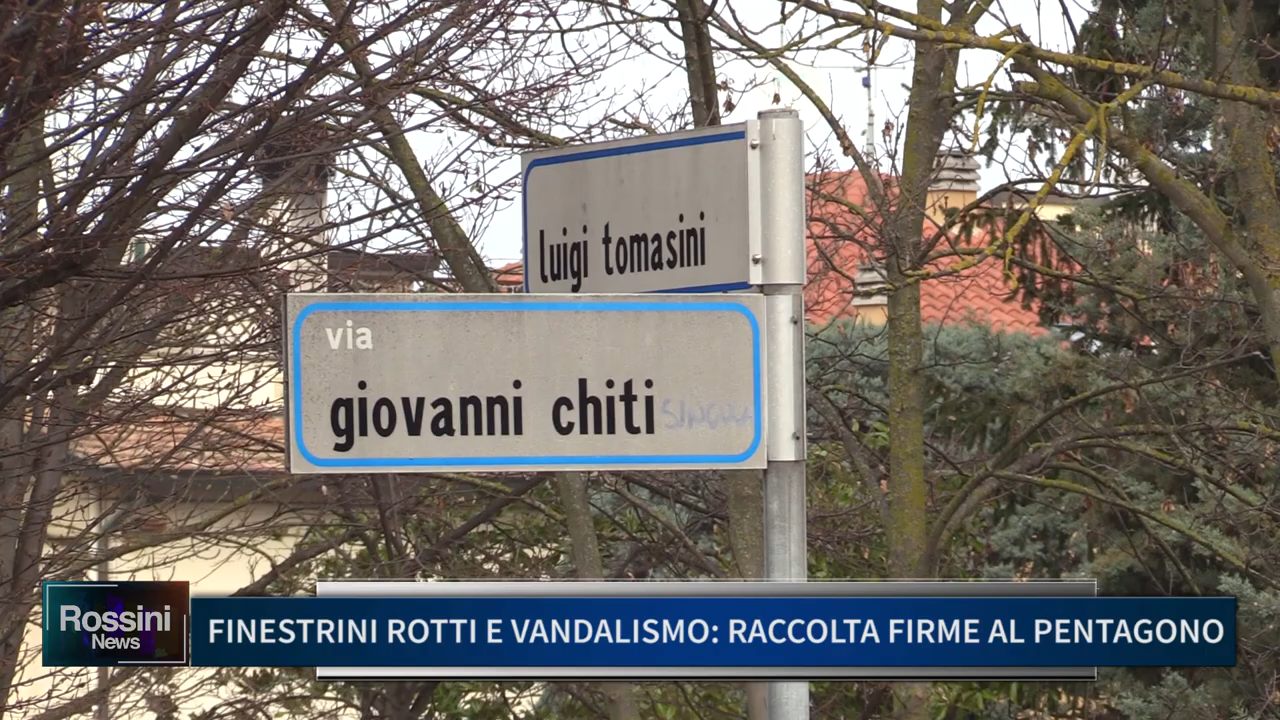 luigi tomasini
via
giovanni chiti
Rossini
News
FINESTRINI ROTTI E VANDALISMO: RACCOLTA FIRME AL PENTAGONO